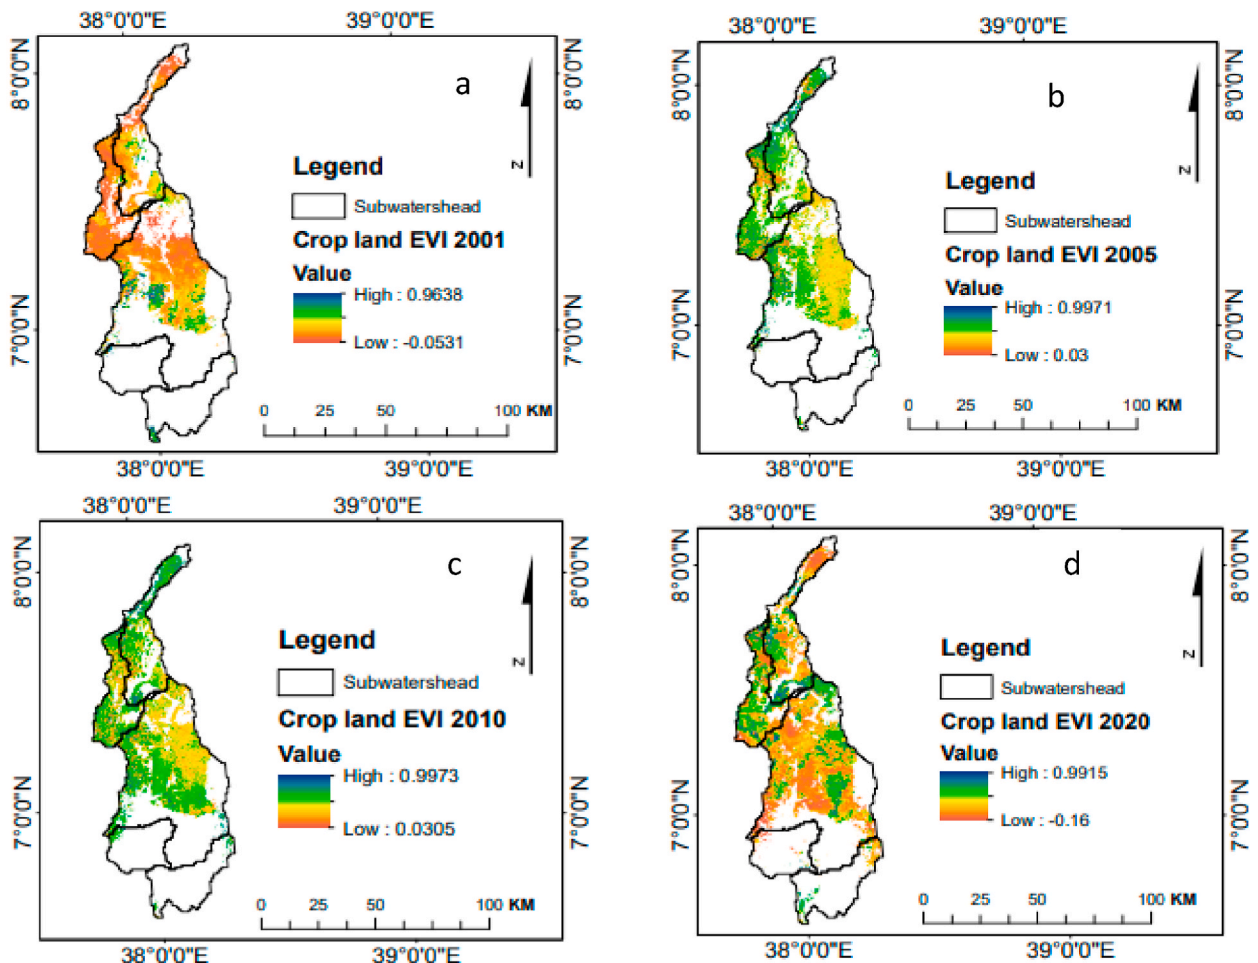 38°0'0"E 39°0'0"E
8°0'0"N
8°0'0"N
a
z
Legend
Subwatershead
Crop land EVI 2001
Value
High : 0.9638
Low : -0.0531
7°0'0"N
7°0'0"N
0 25 50 100 KM
38°0'0"E 39°0'0"E
38°0'0"E 39°0'0"E
8°0'0"N
8°0'0"N
b
z
Legend
Subwatershead
Crop land EVI 2005
Value
High : 0.9971
Low : 0.03
7°0'0"N
7°0'0"N
0 25 50 100 KM
38°0'0"E 39°0'0"E
38°0'0"E 39°0'0"E
8°0'0"N
8°0'0"N
c
z
Legend
Subwatershead
Crop land EVI 2010
Value
High : 0.9973
Low : 0.0305
7°0'0"N
7°0'0"N
0 25 50 100 KM
38°0'0"E 39°0'0"E
38°0'0"E 39°0'0"E
8°0'0"N
8°0'0"N
d
z
Legend
Subwatershead
Crop land EVI 2020
Value
High : 0.9915
Low : -0.16
7°0'0"N
7°0'0"N
0 25 50 100 KM
38°0'0"E 39°0'0"E